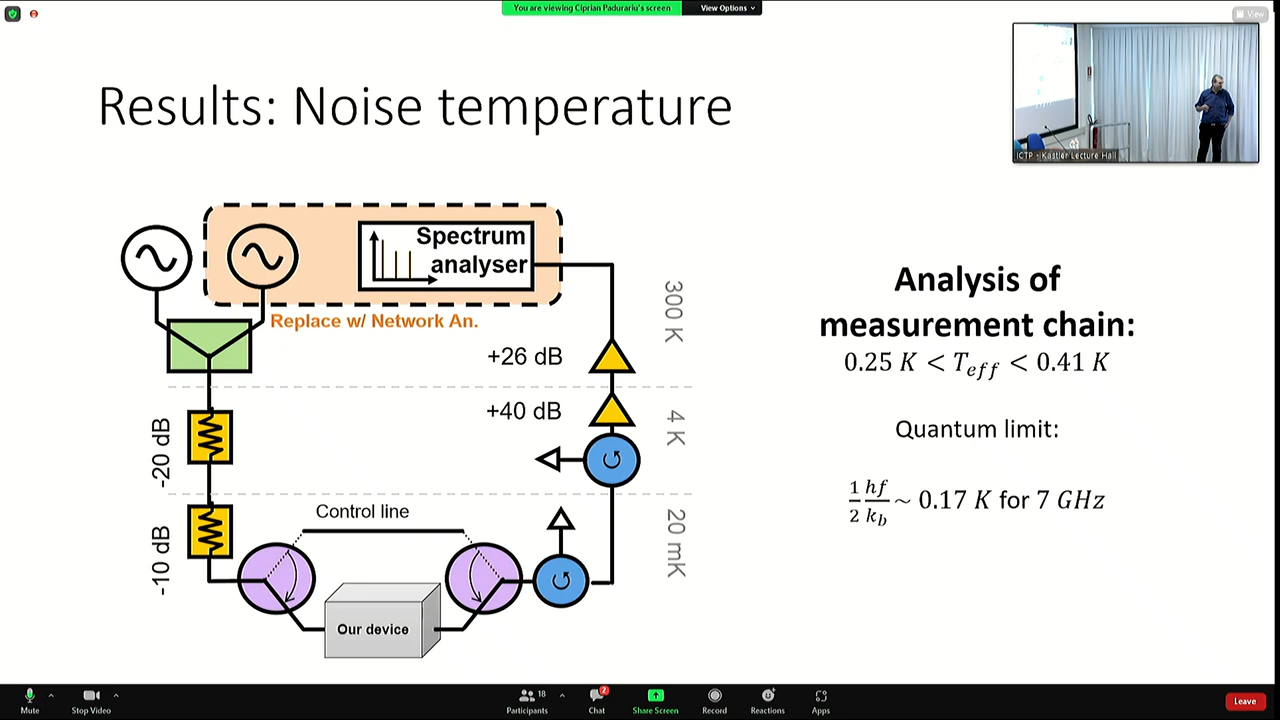 You are viewing Ciprian Padurariu's screen
View Options
View
Results: Noise temperature
ICTP - Kastler Lecture Hall
Spectrum
analyser
Replace w/ Network An.
300 K
+26 dB
+40 dB
4 K
-20 dB
Control line
20 mK
-10 dB
Our device
Analysis of
measurement chain:
0.25 K < T_eff < 0.41 K
Quantum limit:
1/2 hf/k_b ~ 0.17 K for 7 GHz
Mute
Stop Video
Participants
18
Chat
2
Share Screen
Record
Reactions
Apps
Leave